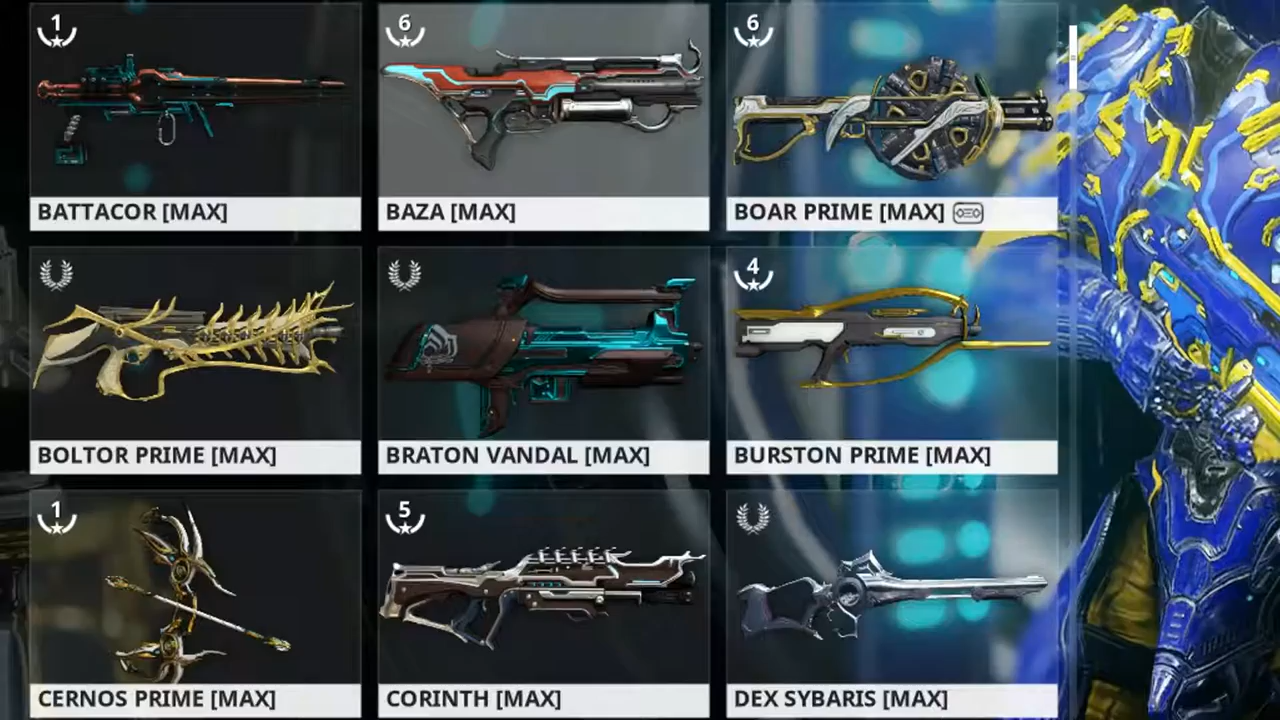 1
6
6
BATTACOR [MAX]
BAZA [MAX]
BOAR PRIME [MAX]
4
BOLTOR PRIME [MAX]
BRATON VANDAL [MAX]
BURSTON PRIME [MAX]
1
5
CERNOS PRIME [MAX]
CORINTH [MAX]
DEX SYBARIS [MAX]